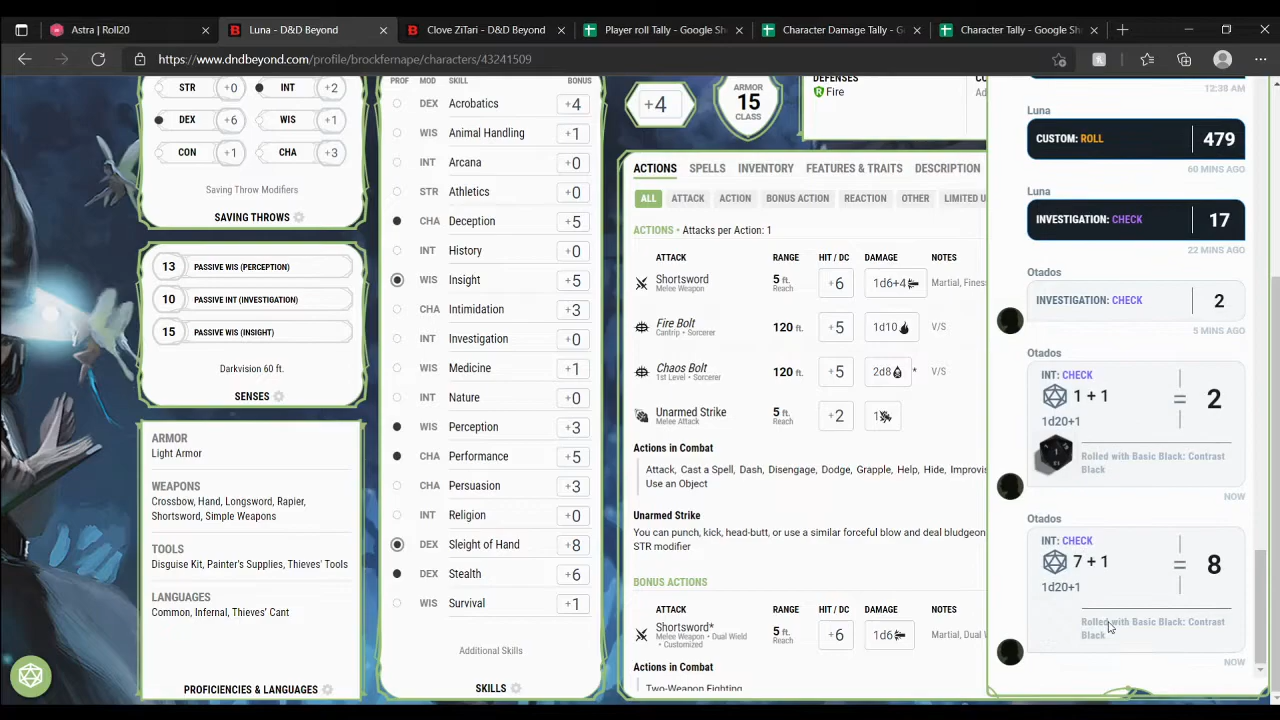 Astra | Roll20
Luna - D&D Beyond
Clove ZiTari - D&D Beyond
Player roll Tally - Google Sh
Character Damage Tally - G
Character Tally - Google Sh
https://www.dndbeyond.com/profile/brockfernape/characters/43241509
STR +0 INT +2
DEX +6 WIS +1
CON +1 CHA +3
Saving Throw Modifiers
SAVING THROWS
13 PASSIVE WIS (PERCEPTION)
10 PASSIVE INT (INVESTIGATION)
15 PASSIVE WIS (INSIGHT)
Darkvision 60 ft.
SENSES
ARMOR
Light Armor
WEAPONS
Crossbow, Hand, Longsword, Rapier,
Shortsword, Simple Weapons
TOOLS
Disguise Kit, Painter's Supplies, Thieves' Tools
LANGUAGES
Common, Infernal, Thieves' Cant
PROFICIENCIES & LANGUAGES
PROF MOD SKILL BONUS
DEX Acrobatics +4
WIS Animal Handling +1
INT Arcana +0
STR Athletics +0
CHA Deception +5
INT History +0
WIS Insight +5
CHA Intimidation +3
INT Investigation +0
WIS Medicine +1
INT Nature +0
WIS Perception +3
CHA Performance +5
CHA Persuasion +3
INT Religion +0
DEX Sleight of Hand +8
DEX Stealth +6
WIS Survival +1
Additional Skills
SKILLS
+4
ARMOR
15
CLASS
DEFENSES
Fire
ACTIONS SPELLS INVENTORY FEATURES & TRAITS DESCRIPTION
ALL ATTACK ACTION BONUS ACTION REACTION OTHER LIMITED U
ACTIONS • Attacks per Action: 1
ATTACK RANGE HIT / DC DAMAGE NOTES
Shortsword 5 ft. +6 1d6+4 Martial, Fines
Melee Weapon Reach
Fire Bolt 120 ft. +5 1d10 V/S
Cantrip • Sorcerer
Chaos Bolt 120 ft. +5 2d8 * V/S
1st Level • Sorcerer
Unarmed Strike 5 ft. +2 1
Melee Attack Reach
Actions in Combat
Attack, Cast a Spell, Dash, Disengage, Dodge, Grapple, Help, Hide, Improvis
Use an Object
Unarmed Strike
You can punch, kick, head-butt, or use a similar forceful blow and deal bludgeon
STR modifier
BONUS ACTIONS
ATTACK RANGE HIT / DC DAMAGE NOTES
Shortsword* 5 ft. +6 1d6 Martial, Dual W
Melee Weapon • Dual Wield Reach
• Customized
Actions in Combat
Two-Weapon Fighting
12:38 AM
Luna
CUSTOM: ROLL 479
60 MINS AGO
Luna
INVESTIGATION: CHECK 17
22 MINS AGO
Otados
INVESTIGATION: CHECK 2
5 MINS AGO
Otados
INT: CHECK
1 + 1 = 2
1d20+1
Rolled with Basic Black: Contrast
Black
NOW
Otados
INT: CHECK
7 + 1 = 8
1d20+1
Rolled with Basic Black: Contrast
Black
NOW